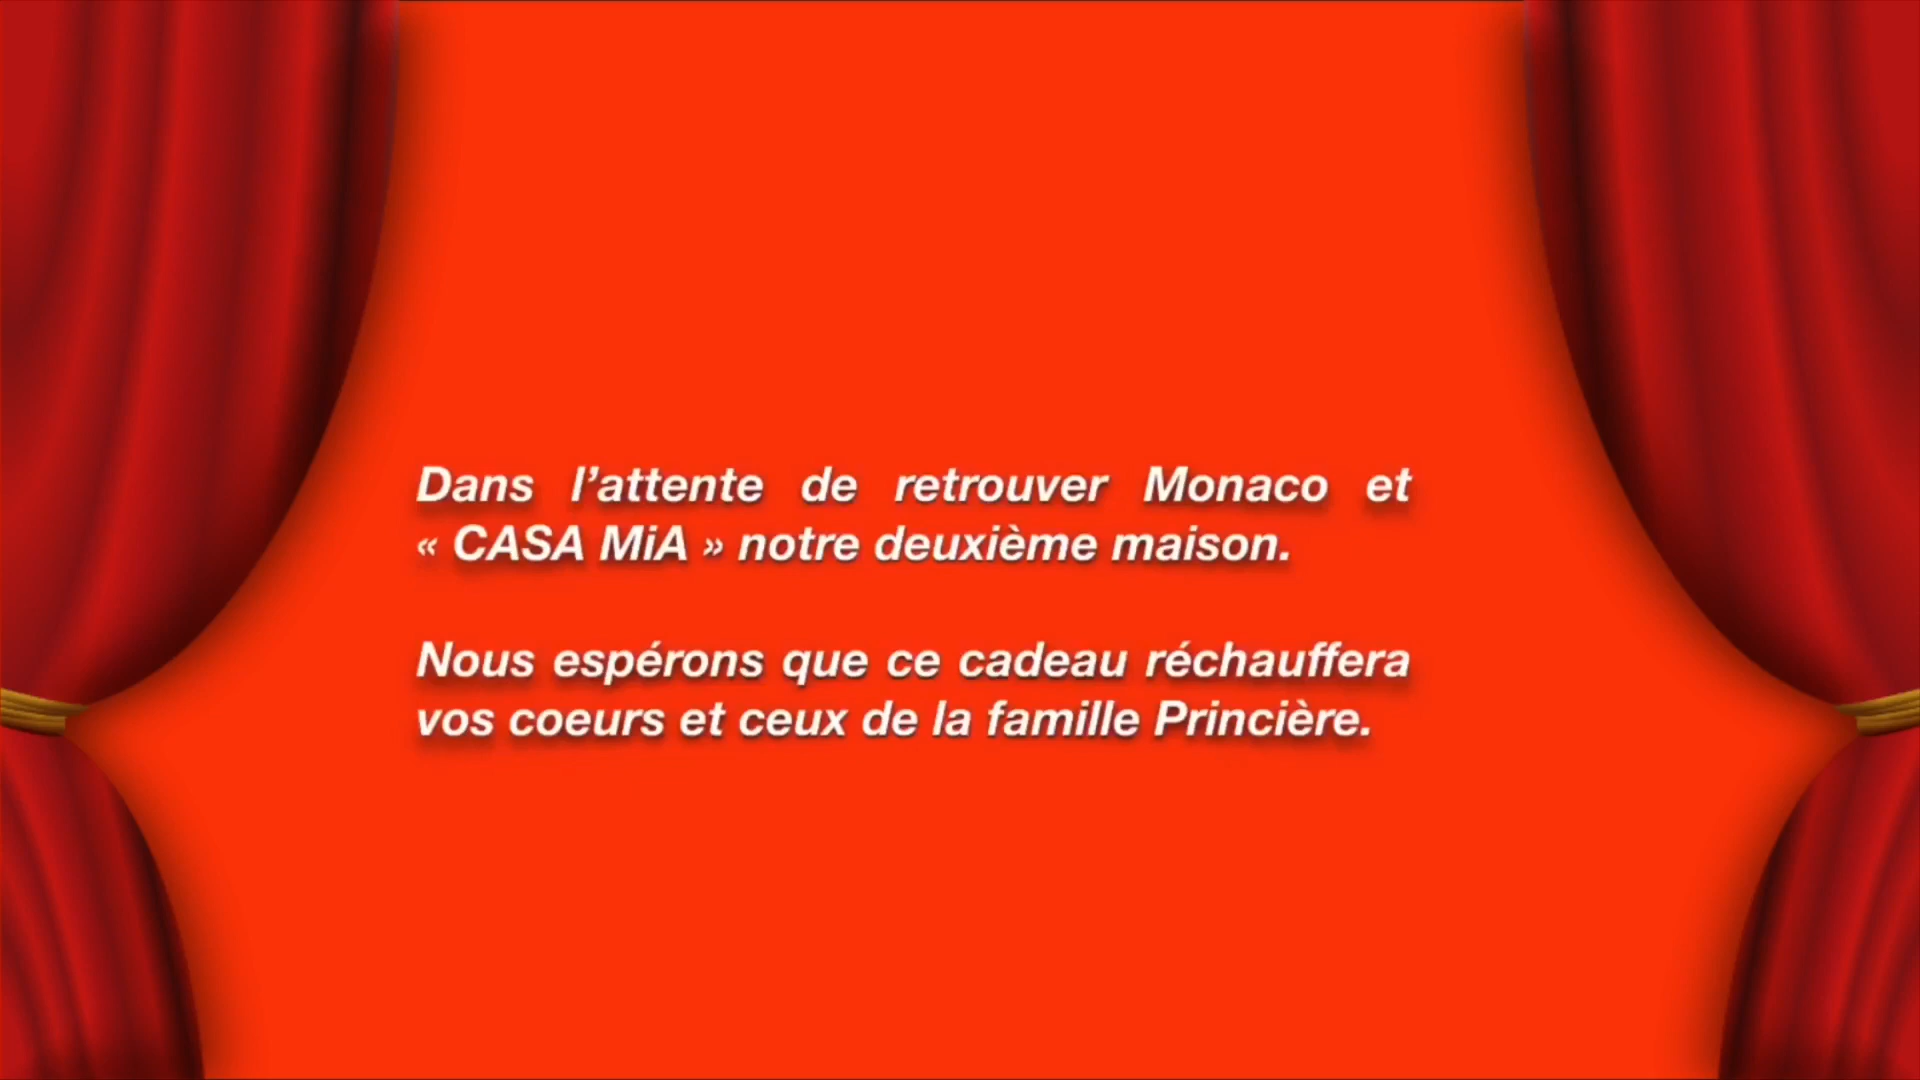 Dans l’attente de retrouver Monaco et
« CASA MiA » notre deuxième maison.
Nous espérons que ce cadeau réchauffera
vos coeurs et ceux de la famille Princière.